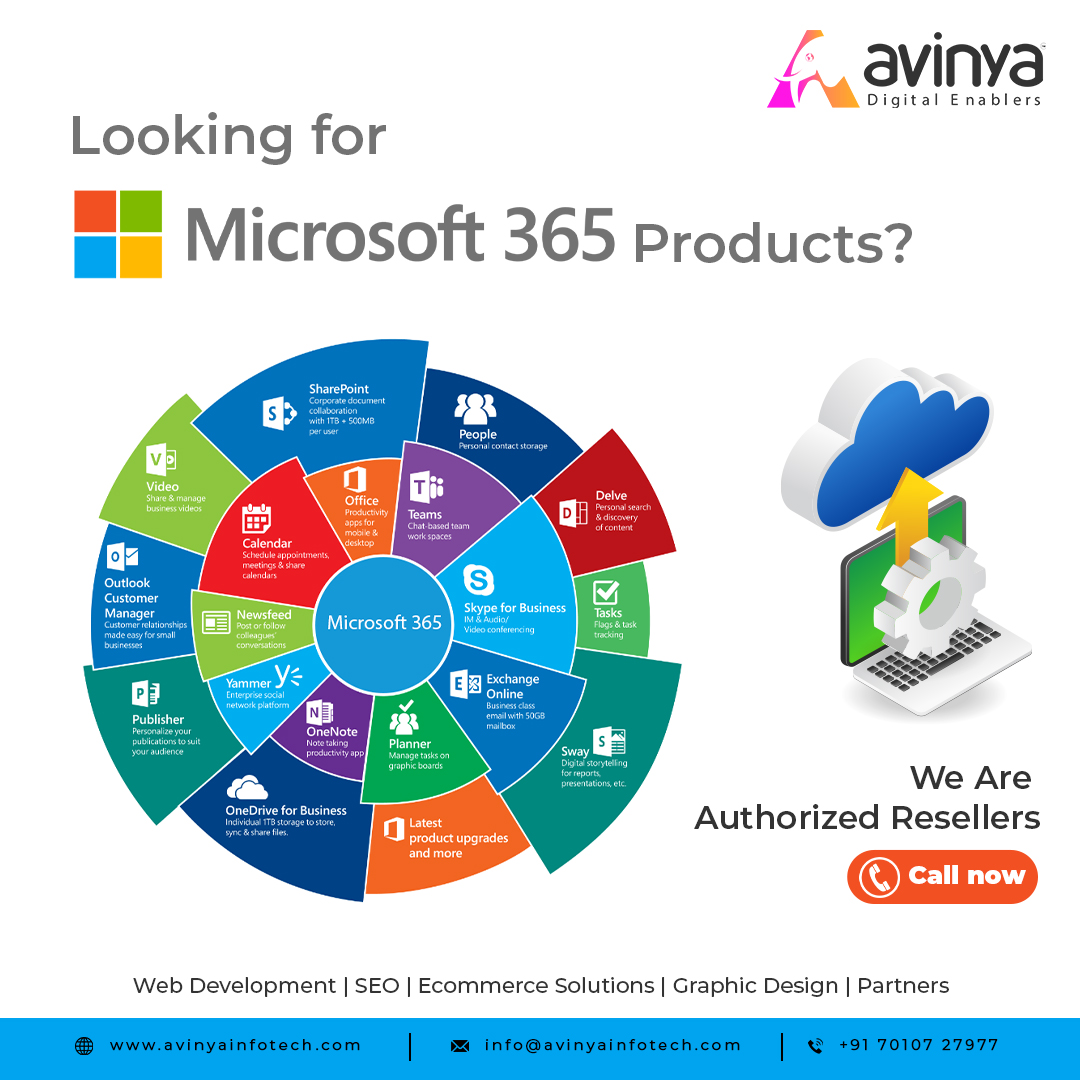 avinya
Digital Enablers
Looking for
Microsoft 365 Products?
SharePoint
Corporate document
collaboration
with 1TB + 500MB
per user
People
Personal contact storage
Video
Share & manage
business videos
Office
Productivity
apps for
mobile &
desktop
Teams
Chat-based team
work spaces
Delve
Personal search
& discovery
of content
Calendar
Schedule appointments,
meetings & share
calendars
Outlook
Customer
Manager
Customer relationships
made easy for small
businesses
Newsfeed
Post or follow
colleagues'
conversations
Microsoft 365
Skype for Business
IM & Audio/
Video conferencing
Tasks
Flags & task
tracking
Yammer
Enterprise social
network platform
Exchange
Online
Business class
email with 50GB
mailbox
Publisher
Personalize your
publications to suit
your audience
OneNote
Note taking
productivity app
Planner
Manage tasks on
graphic boards
Sway
Digital storytelling
for reports,
presentations, etc.
OneDrive for Business
Individual 1TB storage to store,
sync & share files.
Latest
product upgrades
and more
We Are
Authorized Resellers
Call now
Web Development | SEO | Ecommerce Solutions | Graphic Design | Partners
www.avinyainfotech.com | info@avinyainfotech.com | +91 70107 27977